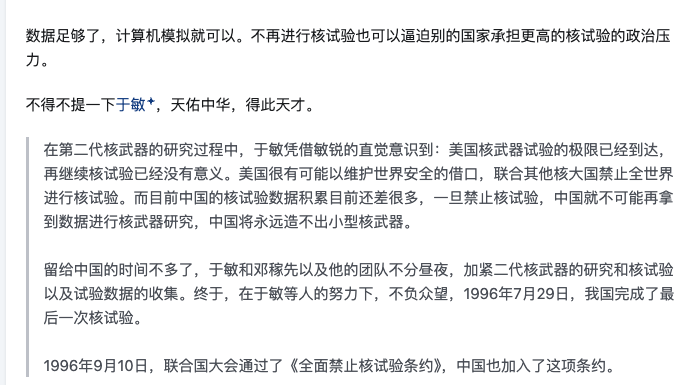 数据足够了，计算机模拟就可以。不再进行核试验也可以逼迫别的国家承担更高的核试验的政治压
力。
不得不提一下于敏，天佑中华，得此天才。
在第二代核武器的研究过程中，于敏凭借敏锐的直觉意识到：美国核武器试验的极限已经到达，
再继续核试验已经没有意义。美国很有可能以维护世界安全的借口，联合其他核大国禁止全世界
进行核试验。而目前中国的核试验数据积累目前还差很多，一旦禁止核试验，中国就不可能再拿
到数据进行核武器研究，中国将永远造不出小型核武器。
留给中国的时间不多了，于敏和邓稼先以及他的团队不分昼夜，加紧二代核武器的研究和核试验
以及试验数据的收集。终于，在于敏等人的努力下，不负众望，1996年7月29日，我国完成了最
后一次核试验。
1996年9月10日，联合国大会通过了《全面禁止核试验条约》，中国也加入了这项条约。